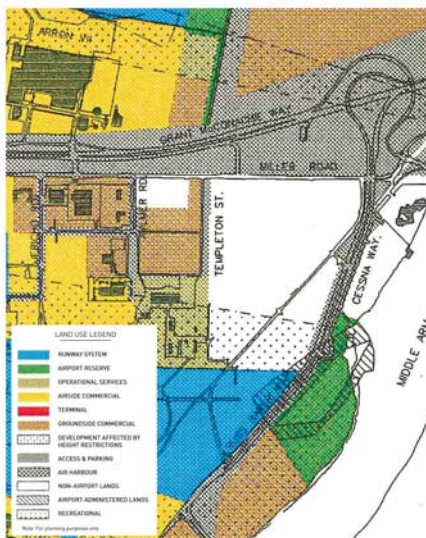 GRANT McCONACHIE WAY
MILLER ROAD
TEMPLETON ST.
CESSNA WAY.
MIDDLE ARM
LAND USE LEGEND
RUNWAY SYSTEM
AIRPORT RESERVE
OPERATIONAL SERVICES
AIRSIDE COMMERCIAL
TERMINAL
GROUNDSIDE COMMERCIAL
DEVELOPMENT AFFECTED BY
HEIGHT RESTRICTIONS
ACCESS & PARKING
AIR HARBOUR
NON-AIRPORT LANDS
AIRPORT ADMINISTERED LANDS
RECREATIONAL
Note: For planning purposes only